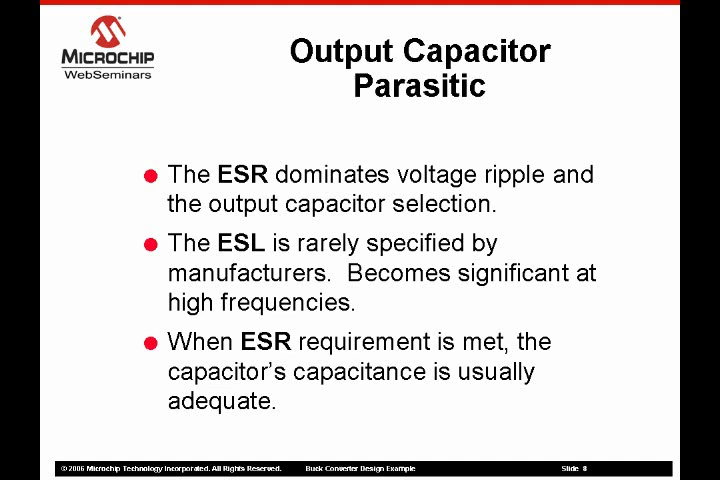 MICROCHIP
WebSeminars
Output Capacitor
Parasitic
The ESR dominates voltage ripple and
the output capacitor selection.
The ESL is rarely specified by
manufacturers.  Becomes significant at
high frequencies.
When ESR requirement is met, the
capacitor's capacitance is usually
adequate.
© 2006 Microchip Technology Incorporated. All Rights Reserved. Buck Converter Design Example Slide 8